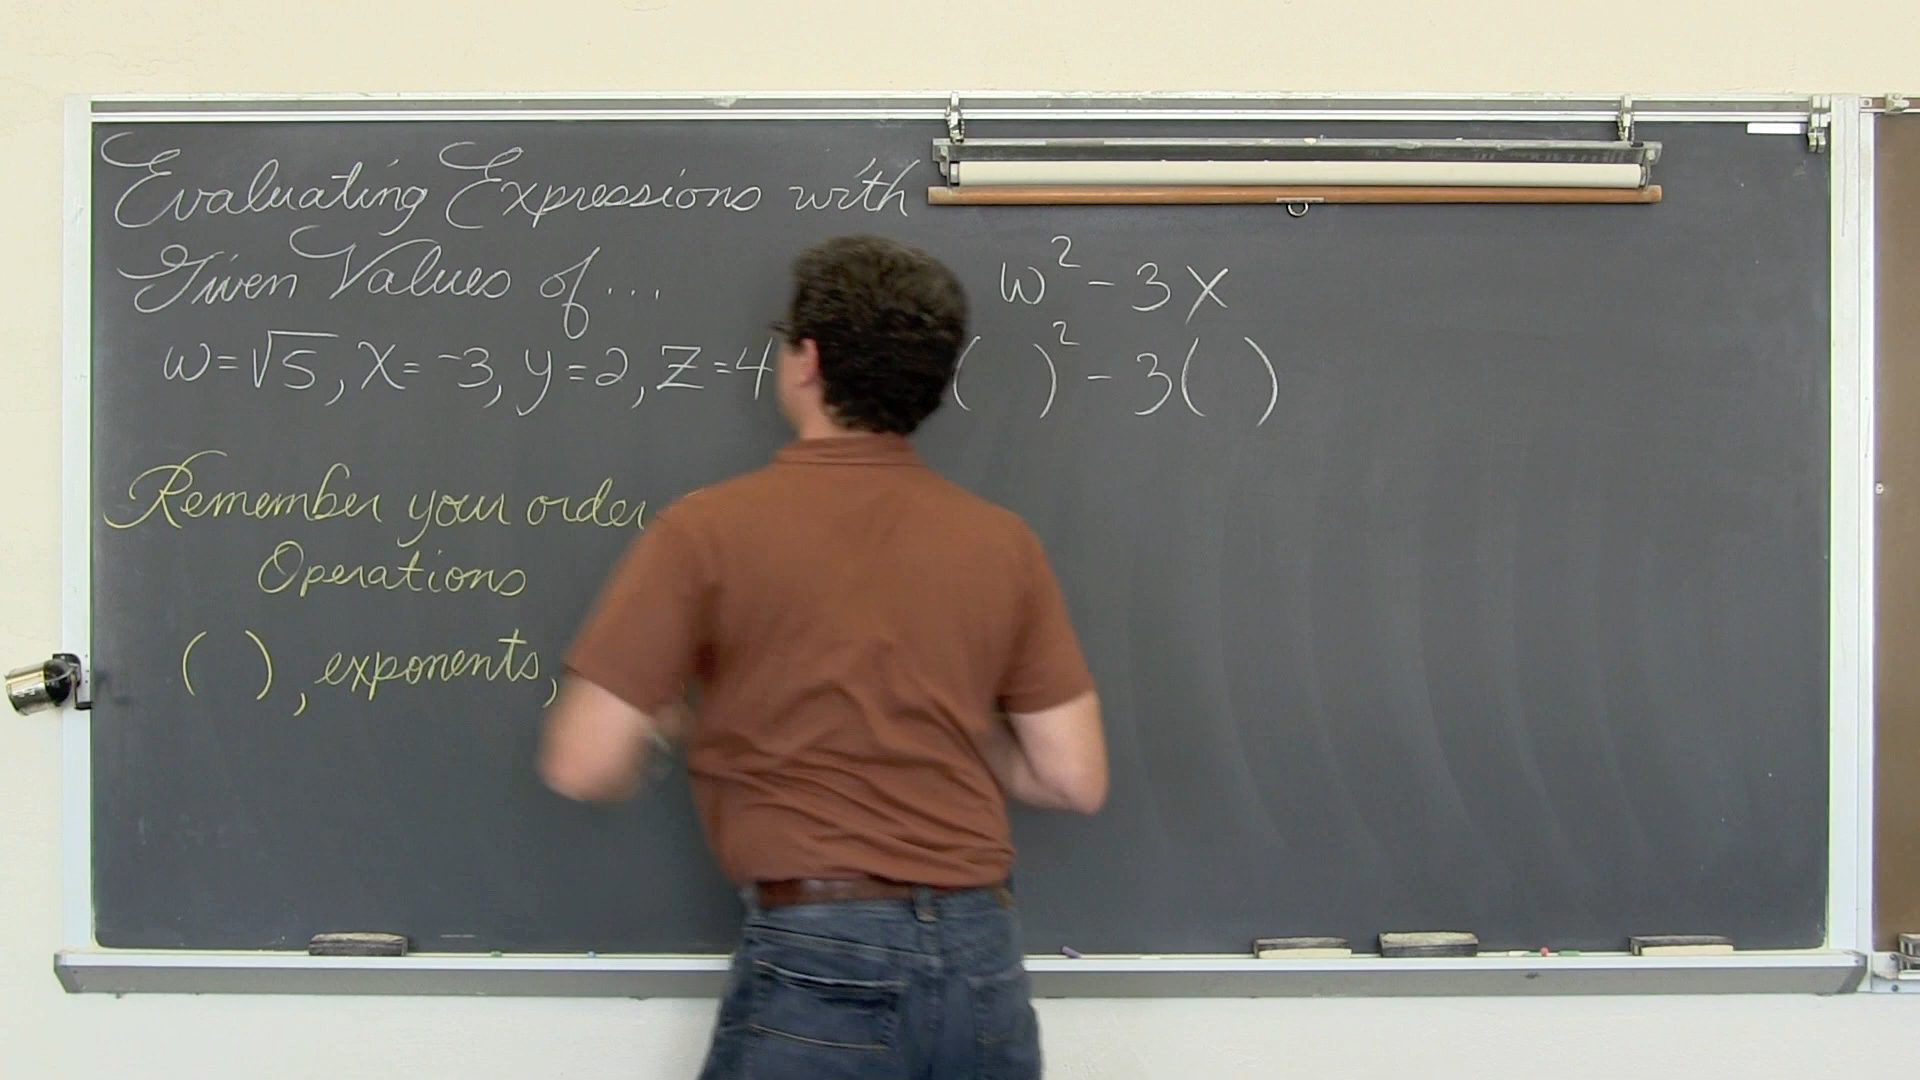 Evaluating Expressions with
Given Values of...
w=√5, x= -3, y=2, z=4
Remember your order
Operations
( ), exponents,
w² - 3x
( )² - 3( )